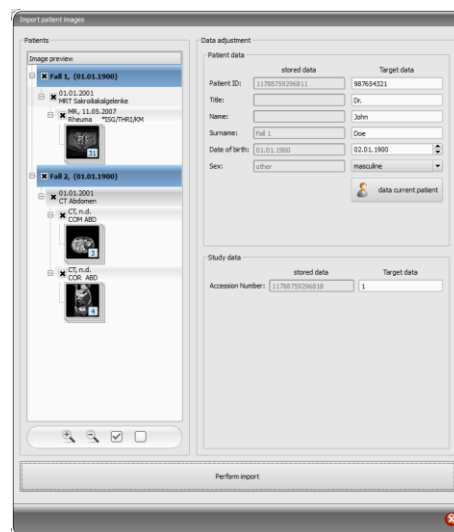 Import patient images
Patients
Image preview
Fall 1, (01.01.1900)
01.01.2001
MRT Sakroiliakalgelenke
MR, 11.05.2007
Rheuma *ISG/THRI/KM
21
Fall 2, (01.01.1900)
01.01.2001
CT Abdomen
CT, n.d.
COM ABD
3
CT, n.d.
COR ABD
4
Data adjustment
Patient data
stored data Target data
Patient ID: 11788759296811 987654321
Title: Dr.
Name: John
Surname: Fall 1 Doe
Date of birth: 01.01.1900 02.01.1900
Sex: other masculine
data current patient
Study data
stored data Target data
Accession Number: 11788759296818 1
Perform import